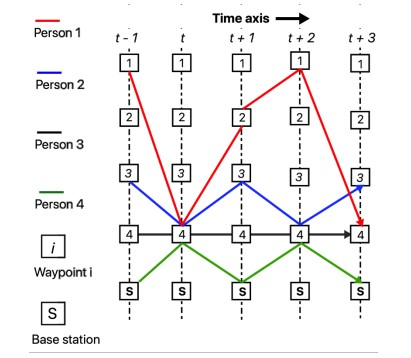 Time axis
t - 1 t t + 1 t + 2 t + 3
Person 1
1 1 1 1 1
Person 2
2 2 2 2
Person 3
3 3 3 3 3
Person 4
4 4 4 4 4
i
Waypoint i
S S S S S
S
Base station